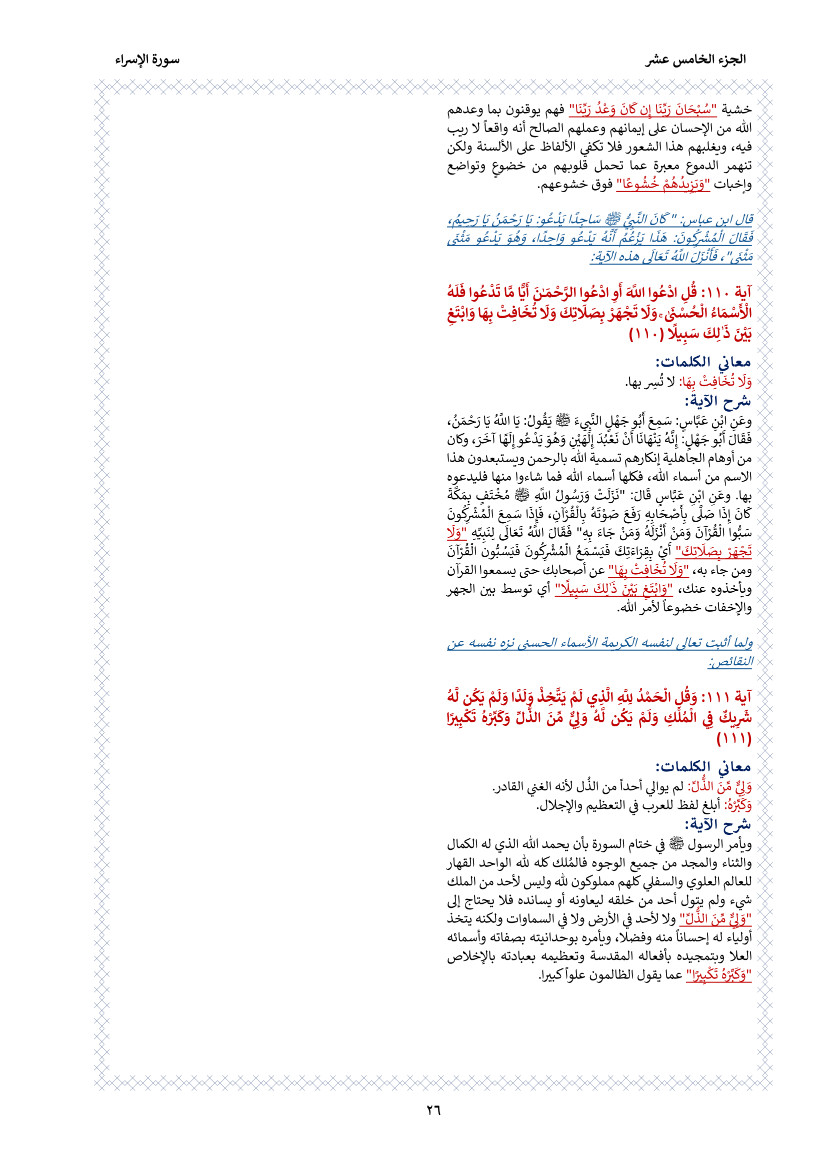 الجزء الخامس عشر
سورة الإسراء
خشية "سُبْحَانَ رَبِّنَا إِن كَانَ وَعْدُ رَبِّنَا" فهم يوقنون بما وعدهم
الله من الإحسان على إيمانهم وعملهم الصالح أنه واقعاً لا ريب
فيه، ويغلبهم هذا الشعور فلا تكفي الألفاظ على الألسنة ولكن
تنهمر الدموع معبرة عما تحمل قلوبهم من خضوعٍ وتواضع
وإخبات "وَيَزِيدُهُمْ خُشُوعًا" فوق خشوعهم.
قال ابن عباس: "كَانَ النَّبِيُّ ﷺ سَاجِدًا يَدْعُو: يَا رَحْمَنُ يَا رَحِيمُ،
فَقَالَ الْمُشْرِكُونَ: هَذَا يَزْعُمُ أَنَّهُ يَدْعُو وَاحِدًا، وَهُوَ يَدْعُو مَثْنَى
مَثْنَى"، فَأَنْزَلَ اللَّهُ تَعَالَى هذه الآية:
آية ١١٠: قُلِ ادْعُوا اللَّهَ أَوِ ادْعُوا الرَّحْمَـٰنَ أَيًّا مَّا تَدْعُوا فَلَهُ
الْأَسْمَاءُ الْحُسْنَىٰ ۚ وَلَا تَجْهَرْ بِصَلَاتِكَ وَلَا تُخَافِتْ بِهَا وَابْتَغِ
بَيْنَ ذَٰلِكَ سَبِيلًا (١١٠)
معاني الكلمات:
وَلَا تُخَافِتْ بِهَا: لا تُسِر بها.
شرح الآية:
وعَنِ ابْنِ عَبَّاسٍ: سَمِعَ أَبُو جَهْلٍ النَّبِيءَ ﷺ يَقُولُ: يَا اللَّهُ يَا رَحْمَنُ،
فَقَالَ أَبُو جَهْلٍ: إِنَّهُ يَنْهَانَا أَنْ نَعْبُدَ إِلَهَيْنِ وَهُوَ يَدْعُو إِلَهًا آخَرَ، وكان
من أوهام الجاهلية إنكارهم تسمية الله بالرحمن ويستبعدون هذا
الاسم من أسماء الله، فكلها أسماء الله فما شاءوا منها فليدعوه
بها. وعَنِ ابْنِ عَبَّاسٍ قَالَ: "نَزَلَتْ وَرَسُولُ اللَّهِ ﷺ مُخْتَفٍ بِمَكَّةَ
كَانَ إِذَا صَلَّى بِأَصْحَابِهِ رَفَعَ صَوْتَهُ بِالْقُرْآنِ، فَإِذَا سَمِعَ الْمُشْرِكُونَ
سَبُّوا الْقُرْآنَ وَمَنْ أَنْزَلَهُ وَمَنْ جَاءَ بِهِ" فَقَالَ اللَّهُ تَعَالَى لِنَبِيِّهِ "وَلَا
تَجْهَرْ بِصَلَاتِكَ" أَيْ بِقِرَاءَتِكَ فَيَسْمَعُ الْمُشْرِكُونَ فَيَسُبُّونِ الْقُرْآنَ
ومن جاء به، "وَلَا تُخَافِتْ بِهَا" عن أصحابك حتى يسمعوا القرآن
ويأخذوه عنك، "وَابْتَغِ بَيْنَ ذَٰلِكَ سَبِيلًا" أي توسط بين الجهر
والإخفات خضوعاً لأمر الله.
ولما أثبت تعالى لنفسه الكريمة الأسماء الحسنى نزه نفسه عن
النقائص:
آية ١١١: وَقُلِ الْحَمْدُ لِلَّهِ الَّذِي لَمْ يَتَّخِذْ وَلَدًا وَلَمْ يَكُن لَّهُ
شَرِيكٌ فِي الْمُلْكِ وَلَمْ يَكُن لَّهُ وَلِيٌّ مِّنَ الذُّلِّ وَكَبِّرْهُ تَكْبِيرًا
(١١١)
معاني الكلمات:
وَلِيٌّ مِّنَ الذُّلِّ: لم يوالي أحداً من الذُل لأنه الغني القادر.
وَكَبِّرْهُ: أبلغ لفظ للعرب في التعظيم والإجلال.
شرح الآية:
ويأمر الرسول ﷺ في ختام السورة بأن يحمد الله الذي له الكمال
والثناء والمجد من جميع الوجوه فالمُلك كله لله الواحد القهار
للعالم العلوي والسفلي كلهم مملوكون لله وليس لأحد من الملك
شيء ولم يتول أحد من خلقه ليعاونه أو يسانده فلا يحتاج إلى
"وَلِيٌّ مِّنَ الذُّلِّ" ولا لأحد في الأرض ولا في السماوات ولكنه يتخذ
أولياء له إحساناً منه وفضلا، ويأمره بوحدانيته بصفاته وأسمائه
العلا وبتمجيده بأفعاله المقدسة وتعظيمه بعبادته بالإخلاص
"وَكَبِّرْهُ تَكْبِيرًا" عما يقول الظالمون علواً كبيرا.
٢٦